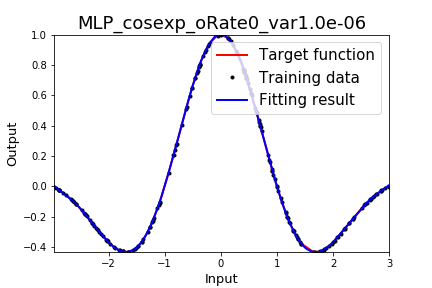 MLP_cosexp_oRate0_var1.0e-06
1.0
0.8
0.6
0.4
0.2
0.0
−0.2
−0.4
Output
Target function
Training data
Fitting result
−2
−1
0
1
2
3
Input